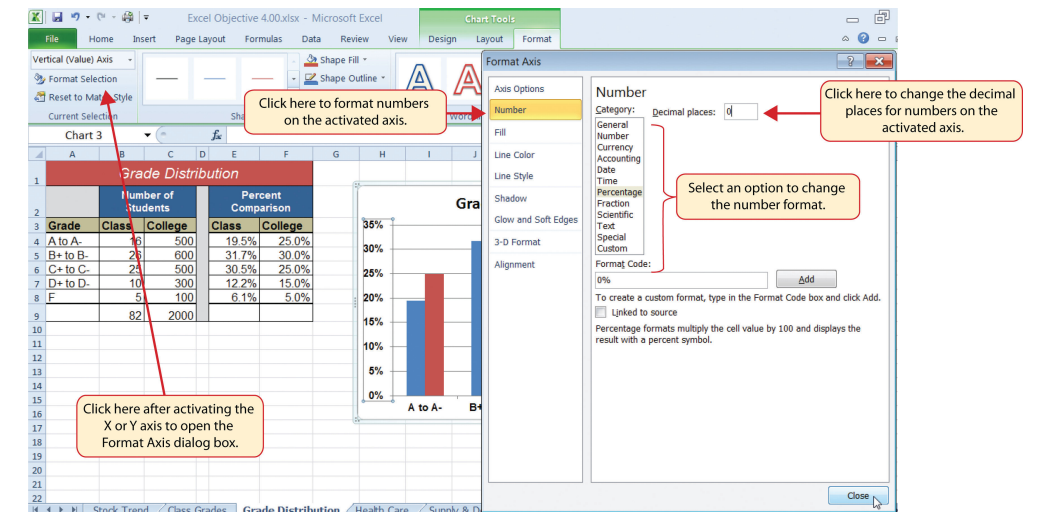 Excel Objective 4.00.xlsx - Microsoft Excel
Chart Tools
File Home Insert Page Layout Formulas Data Review View Design Layout Format
Vertical (Value) Axis
Format Selection
Reset to Match Style
Current Selection
Shape Fill
Shape Outline
Chart 3
fx
A B C D E F G H I J
Grade Distribution
Number of Students
Percent Comparison
Grade Class College Class College
A to A- 16 500 19.5% 25.0%
B+ to B- 26 600 31.7% 30.0%
C+ to C- 25 500 30.5% 25.0%
D+ to D- 10 300 12.2% 15.0%
F 5 100 6.1% 5.0%
82 2000
1
2
3
4
5
6
7
8
9
10
11
12
13
14
15
16
17
18
19
20
21
22
Gra
35%
30%
25%
20%
15%
10%
5%
0%
A to A- B+
Stock Trend Class Grades Grade Distribution Health Care Supply & D
Format Axis
Axis Options
Number
Fill
Line Color
Line Style
Shadow
Glow and Soft Edges
3-D Format
Alignment
Number
Category: Decimal places: 0
General
Number
Currency
Accounting
Date
Time
Percentage
Fraction
Scientific
Text
Special
Custom
Format Code:
0% Add
To create a custom format, type in the Format Code box and click Add.
Linked to source
Percentage formats multiply the cell value by 100 and displays the
result with a percent symbol.
Close
Click here to format numbers
on the activated axis.
Click here to change the decimal
places for numbers on the
activated axis.
Select an option to change
the number format.
Click here after activating the
X or Y axis to open the
Format Axis dialog box.